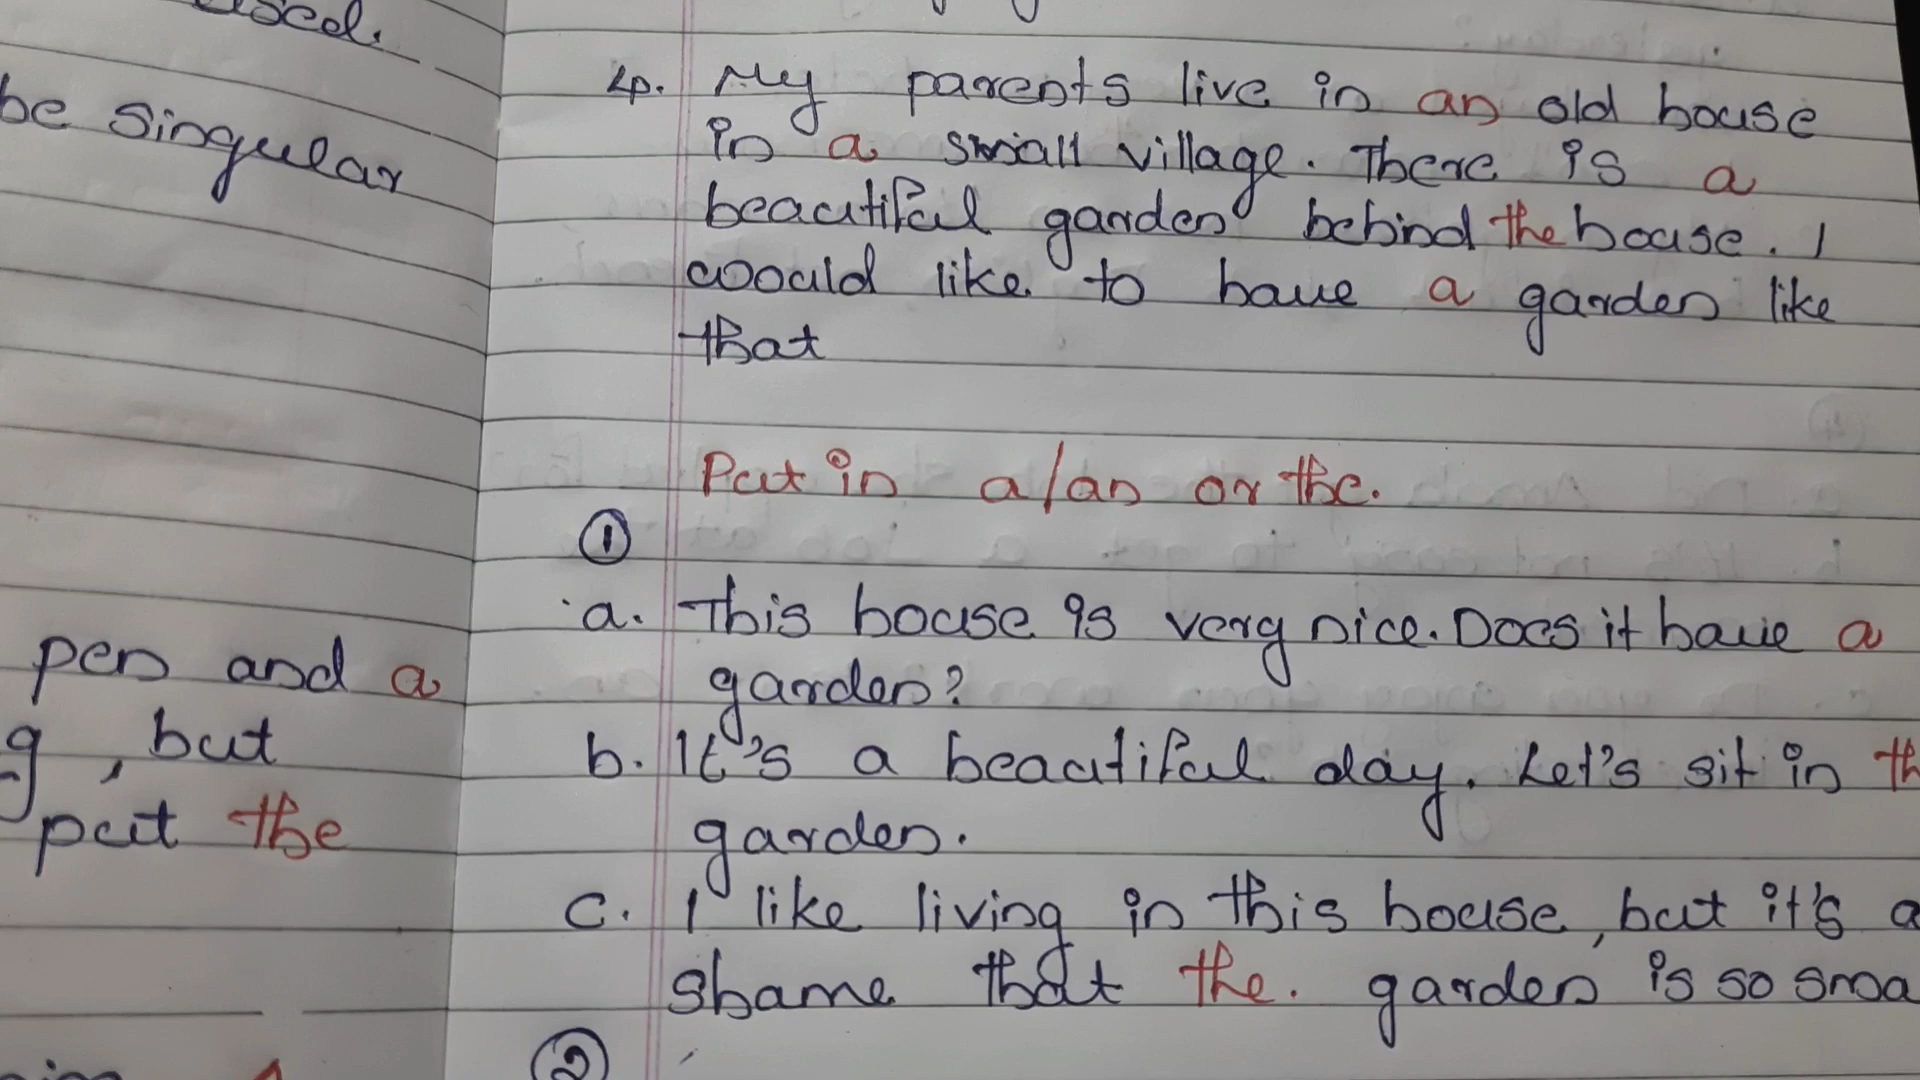 be singular
pen and a
, but
put the
4. My parents live in an old house
in a small village. There is a
beautiful garden behind the house. I
would like to have a garden like
that
Put in a/an or the.
①
a. This house is very nice. Does it have a
garden?
b. It's a beautiful day. Let's sit in
garden.
c. I like living in this house, but it's a
shame that the. garden is so
②